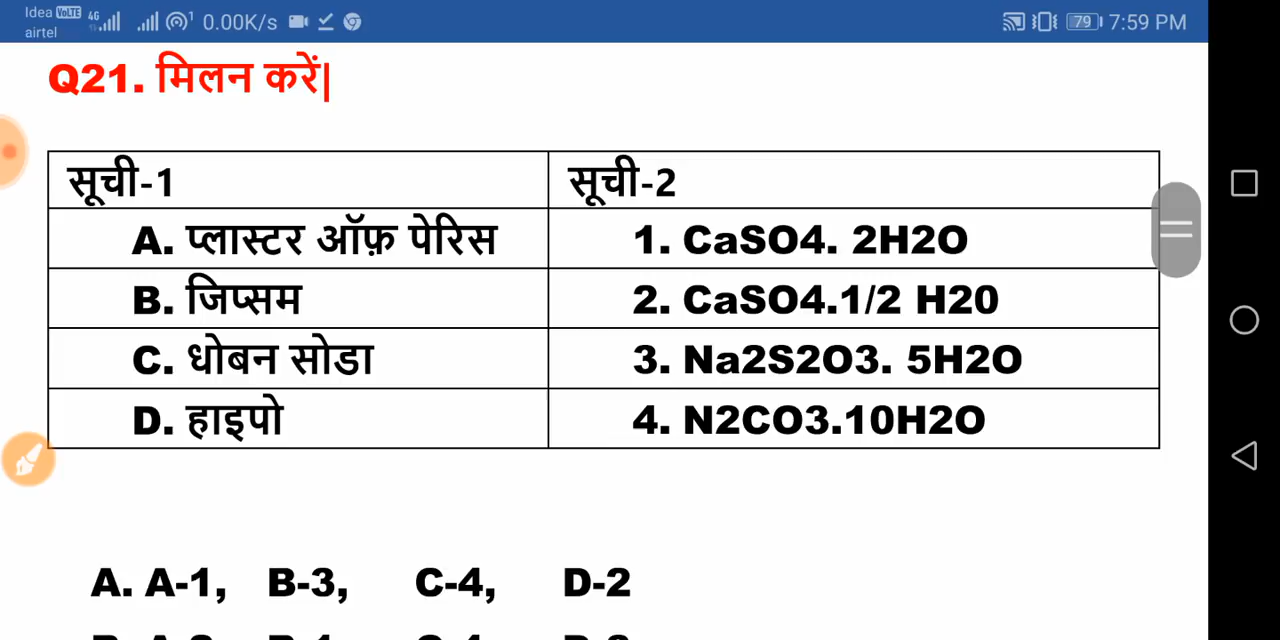 Idea VoLTE 4G 1 0.00K/s 79 7:59 PM
airtel
Q21. मिलन करें|
सूची-1 सूची-2
A. प्लास्टर ऑफ़ पेरिस 1. CaSO4. 2H2O
B. जिप्सम 2. CaSO4.1/2 H20
C. धोबन सोडा 3. Na2S2O3. 5H2O
D. हाइपो 4. N2CO3.10H2O
A. A-1, B-3, C-4, D-2